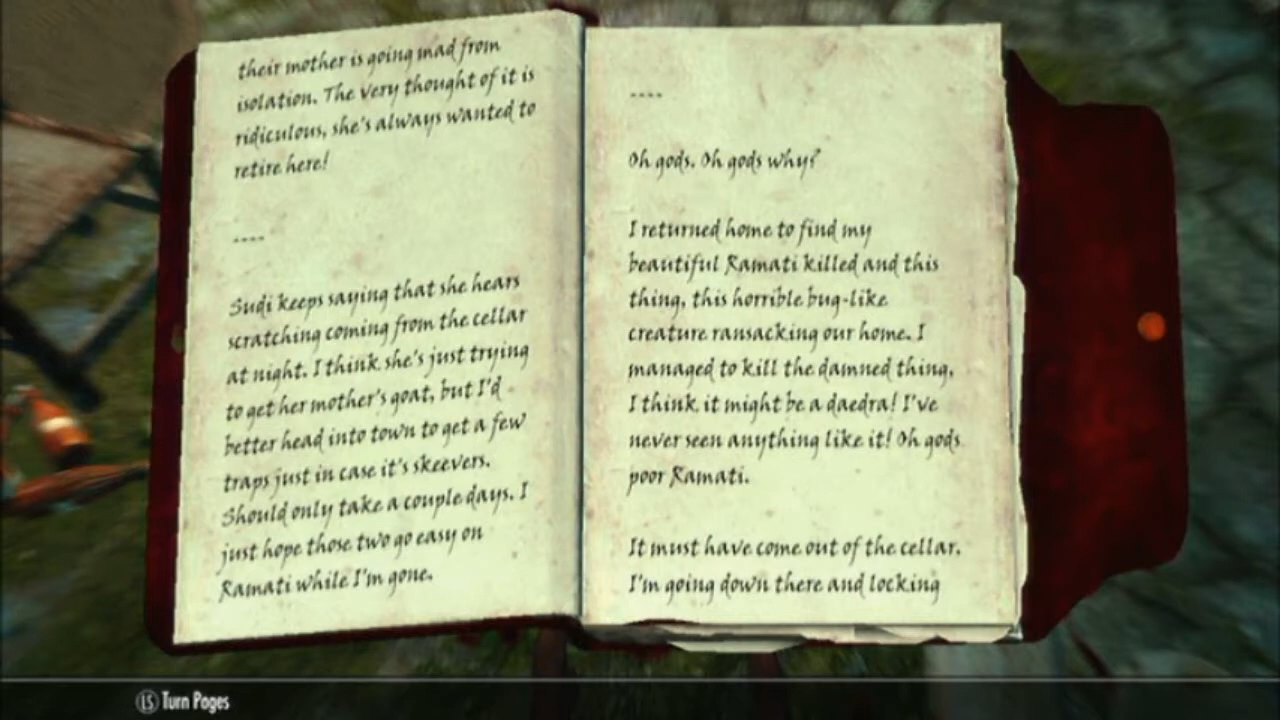 their mother is going mad from
isolation. The very thought of it is
ridiculous, she's always wanted to
retire here!
----
Sudi keeps saying that she hears
scratching coming from the cellar
at night. I think she's just trying
to get her mother's goat, but I'd
better head into town to get a few
traps just in case it's skeevers.
Should only take a couple days. I
just hope those two go easy on
Ramati while I'm gone.
----
Oh gods. Oh gods why?
I returned home to find my
beautiful Ramati killed and this
thing, this horrible bug-like
creature ransacking our home. I
managed to kill the damned thing,
I think it might be a daedra! I've
never seen anything like it! Oh gods
poor Ramati.
It must have come out of the cellar.
I'm going down there and locking
LS Turn Pages